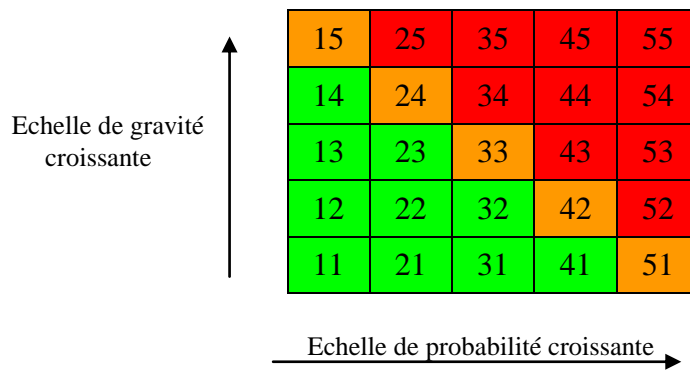 15 25 35 45 55
14 24 34 44 54
Echelle de gravité
croissante
13 23 33 43 53
12 22 32 42 52
11 21 31 41 51
Echelle de probabilité croissante